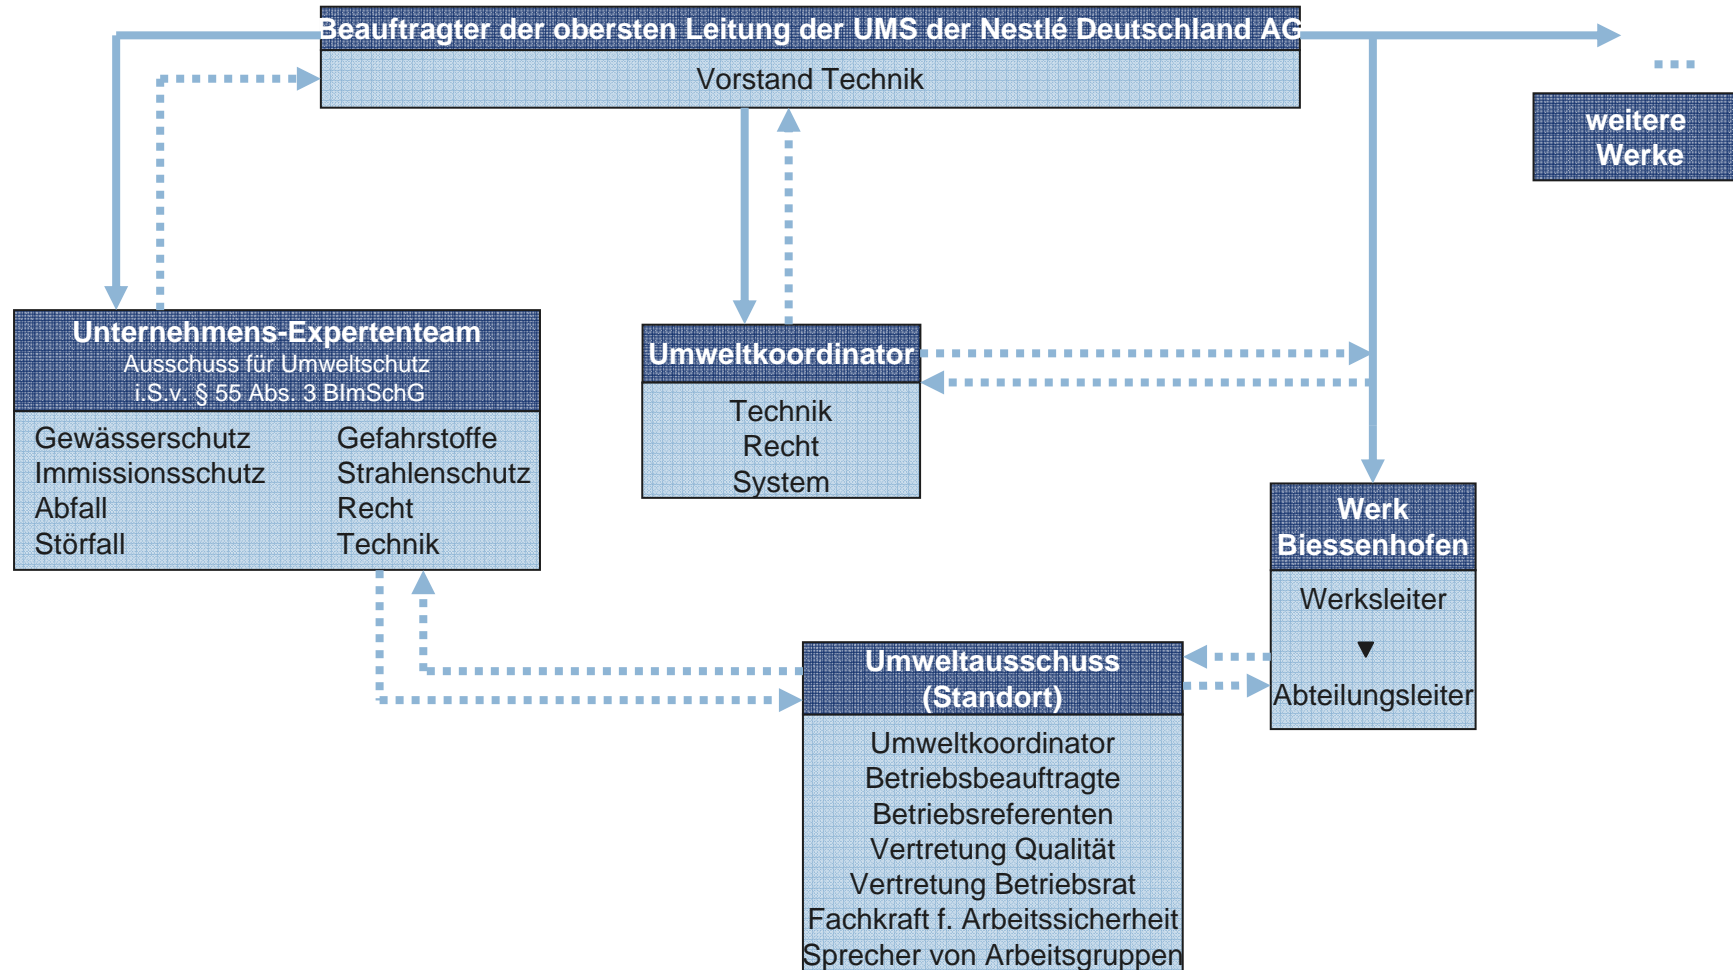 Beauftragter der obersten Leitung der UMS der Nestlé Deutschland AG
Vorstand Technik
weitere
Werke
Unternehmens-Expertenteam
Ausschuss für Umweltschutz
i.S.v. § 55 Abs. 3 BImSchG
Gewässerschutz Gefahrstoffe
Immissionsschutz Strahlenschutz
Abfall Recht
Störfall Technik
Umweltkoordinator
Technik
Recht
System
Werk
Biessenhofen
Werksleiter
Abteilungsleiter
Umweltausschuss
(Standort)
Umweltkoordinator
Betriebsbeauftragte
Betriebsreferenten
Vertretung Qualität
Vertretung Betriebsrat
Fachkraft f. Arbeitssicherheit
Sprecher von Arbeitsgruppen